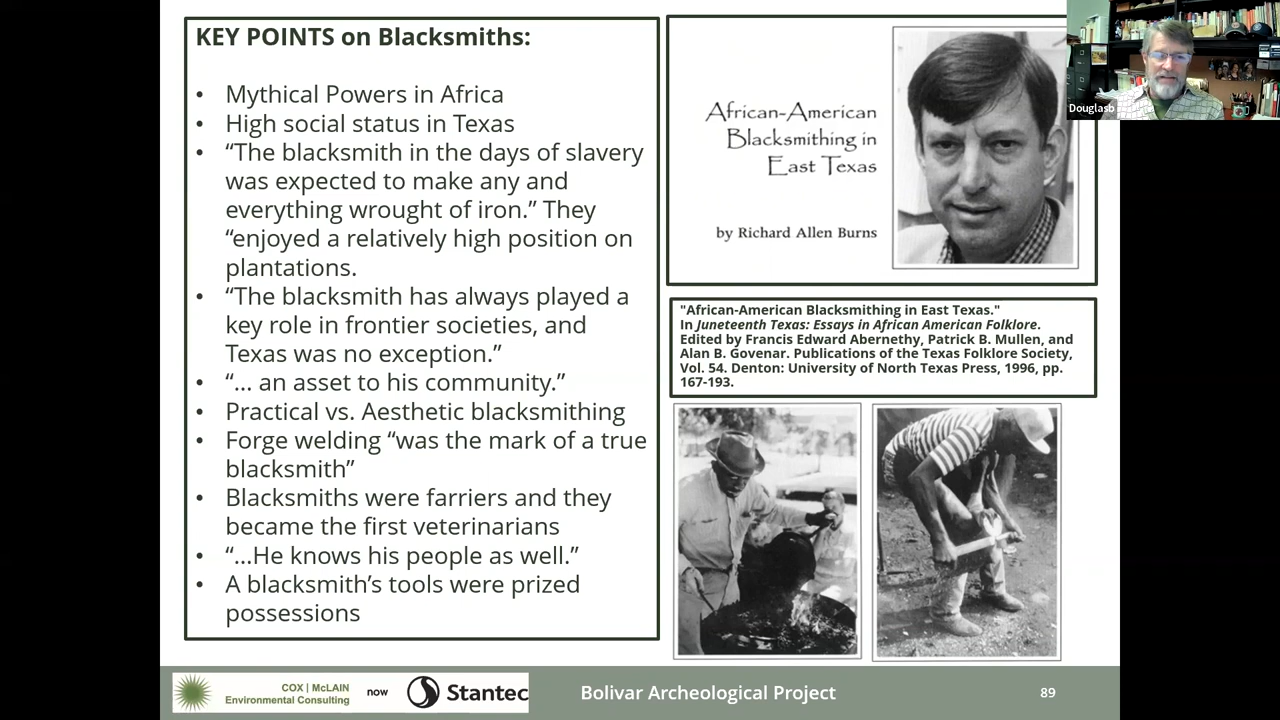 KEY POINTS on Blacksmiths:
• Mythical Powers in Africa
• High social status in Texas
• “The blacksmith in the days of slavery
was expected to make any and
everything wrought of iron.” They
“enjoyed a relatively high position on
plantations.
• “The blacksmith has always played a
key role in frontier societies, and
Texas was no exception.”
• “... an asset to his community.”
• Practical vs. Aesthetic blacksmithing
• Forge welding “was the mark of a true
blacksmith”
• Blacksmiths were farriers and they
became the first veterinarians
• “...He knows his people as well.”
• A blacksmith’s tools were prized
possessions
African-American
Blacksmithing in
East Texas
by Richard Allen Burns
"African-American Blacksmithing in East Texas."
In Juneteenth Texas: Essays in African American Folklore.
Edited by Francis Edward Abernethy, Patrick B. Mullen, and
Alan B. Govenar. Publications of the Texas Folklore Society,
Vol. 54. Denton: University of North Texas Press, 1996, pp.
167-193.
Douglasb
COX | McLAIN
Environmental Consulting
now
Stantec
Bolivar Archeological Project
89